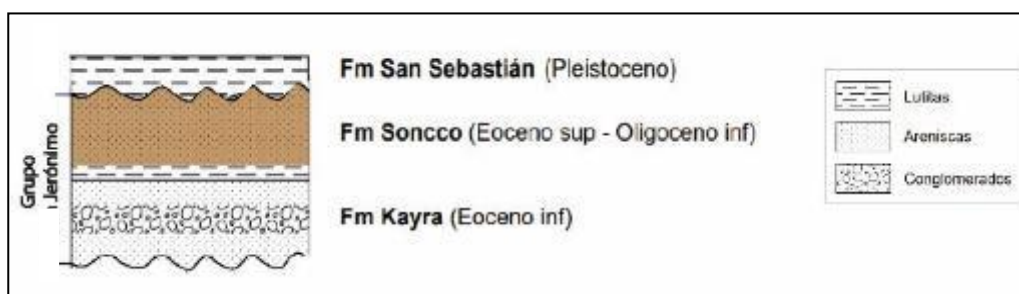 Fm San Sebastián (Pleistoceno)
Fm Soncco (Eoceno sup - Oligoceno inf)
Fm Kayra (Eoceno inf)
Grupo
Jerónimo
Lutitas
Areniscas
Conglomerados